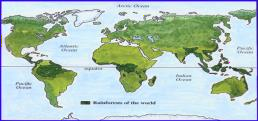 Arctic Ocean
Atlantic
Ocean
Pacific
Ocean
equator
Pacific
Ocean
Indian
Ocean
Rainforests of the world